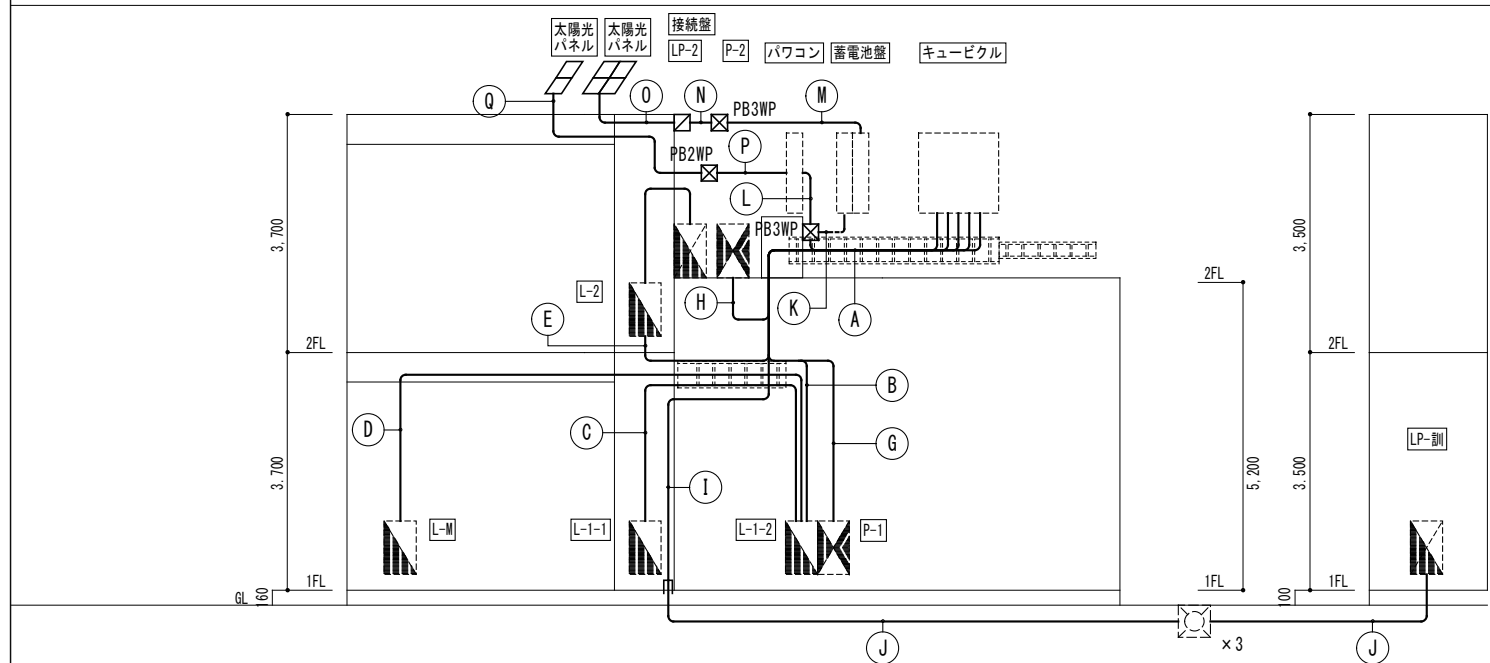 太陽光
パネル
太陽光
パネル
接続盤
LP-2
P-2
パワコン
蓄電池盤
キュービクル
Q
O
N
PB3WP
M
PB2WP
P
L
PB3WP
3,700
3,500
L-2
H
K
A
2FL
E
2FL
2FL
B
D
C
G
LP-訓
3.700
I
5,200
3.500
L-M
L-1-1
L-1-2
P-1
1FL
1FL
1FL
GL
160
100
J
×3
J